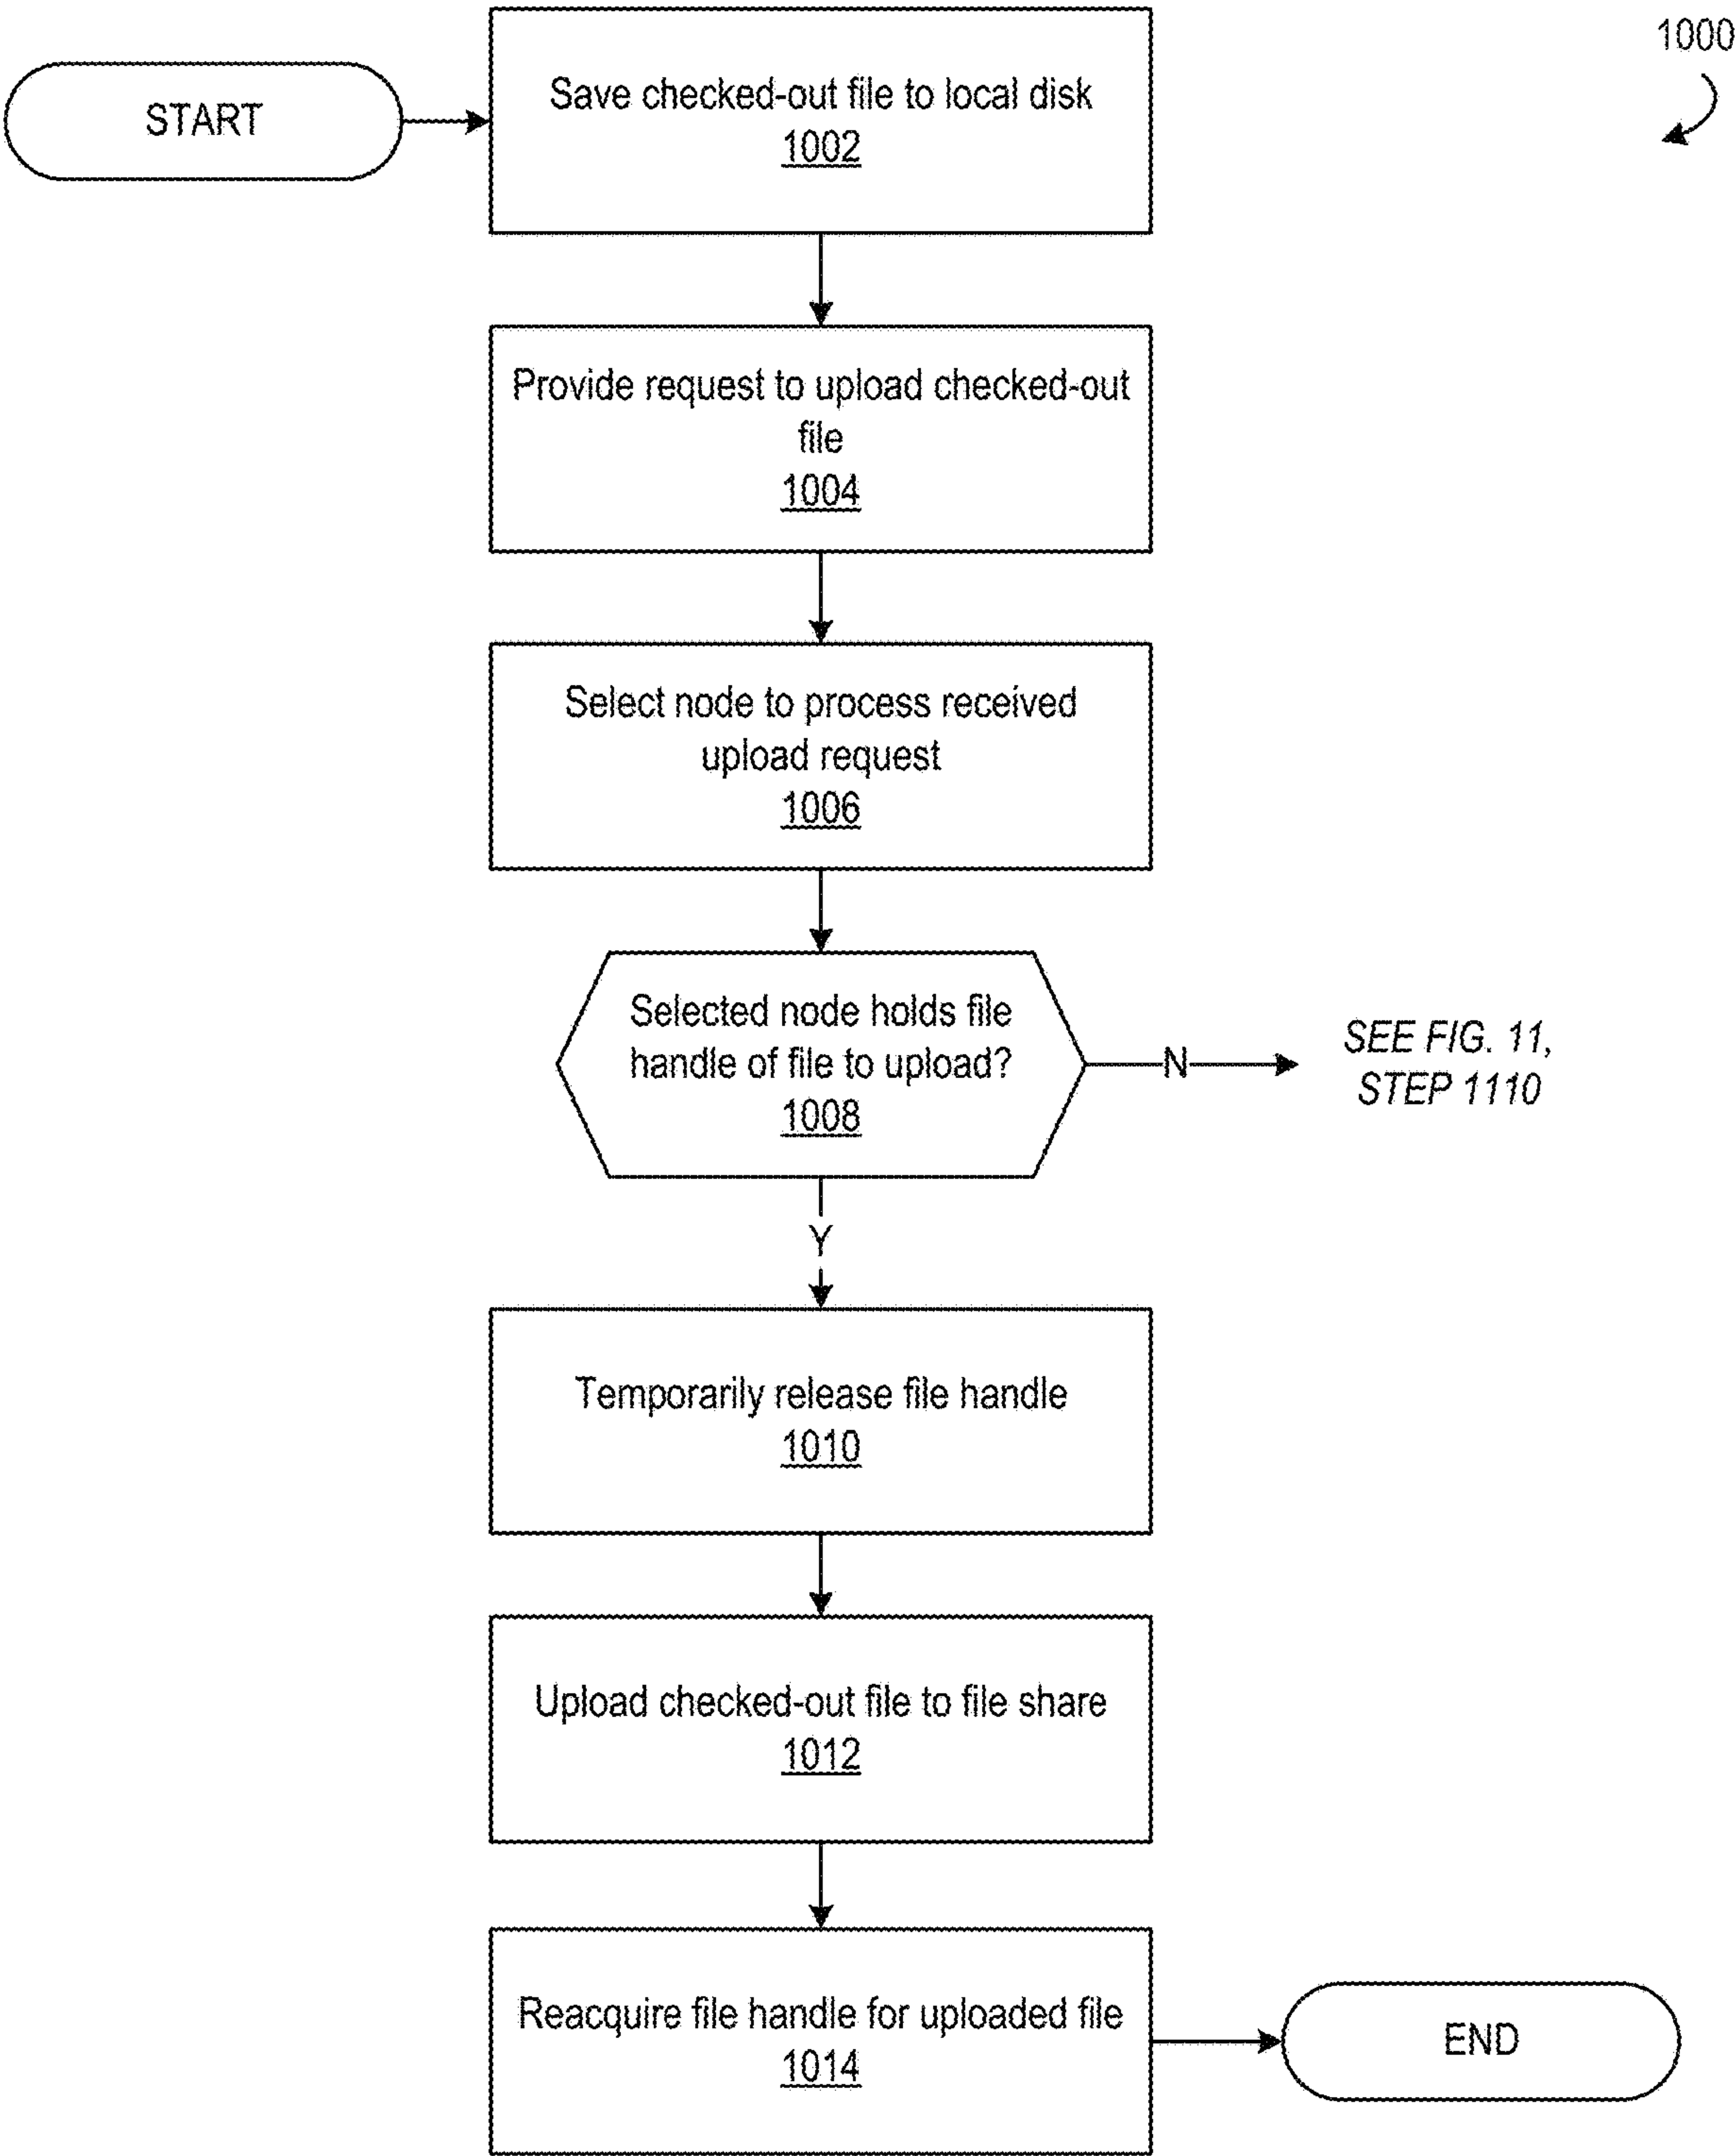 1000
START
Save checked-out file to local disk
1002
Provide request to upload checked-out
file
1004
Select node to process received
upload request
1006
Selected node holds file
handle of file to upload?
1008
N
SEE FIG. 11,
STEP 1110
Y
Temporarily release file handle
1010
Upload checked-out file to file share
1012
Reacquire file handle for uploaded file
1014
END